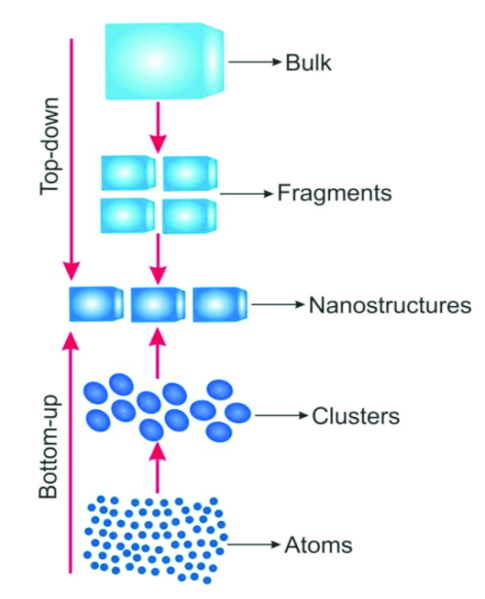 Bulk
Top-down
Fragments
Nanostructures
Clusters
Bottom-up
Atoms